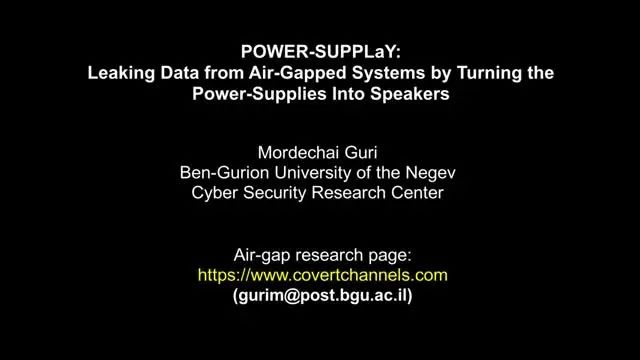 POWER-SUPPLaY:
Leaking Data from Air-Gapped Systems by Turning the
Power-Supplies Into Speakers
Mordechai Guri
Ben-Gurion University of the Negev
Cyber Security Research Center
Air-gap research page:
https://www.covertchannels.com
(gurim@post.bgu.ac.il)